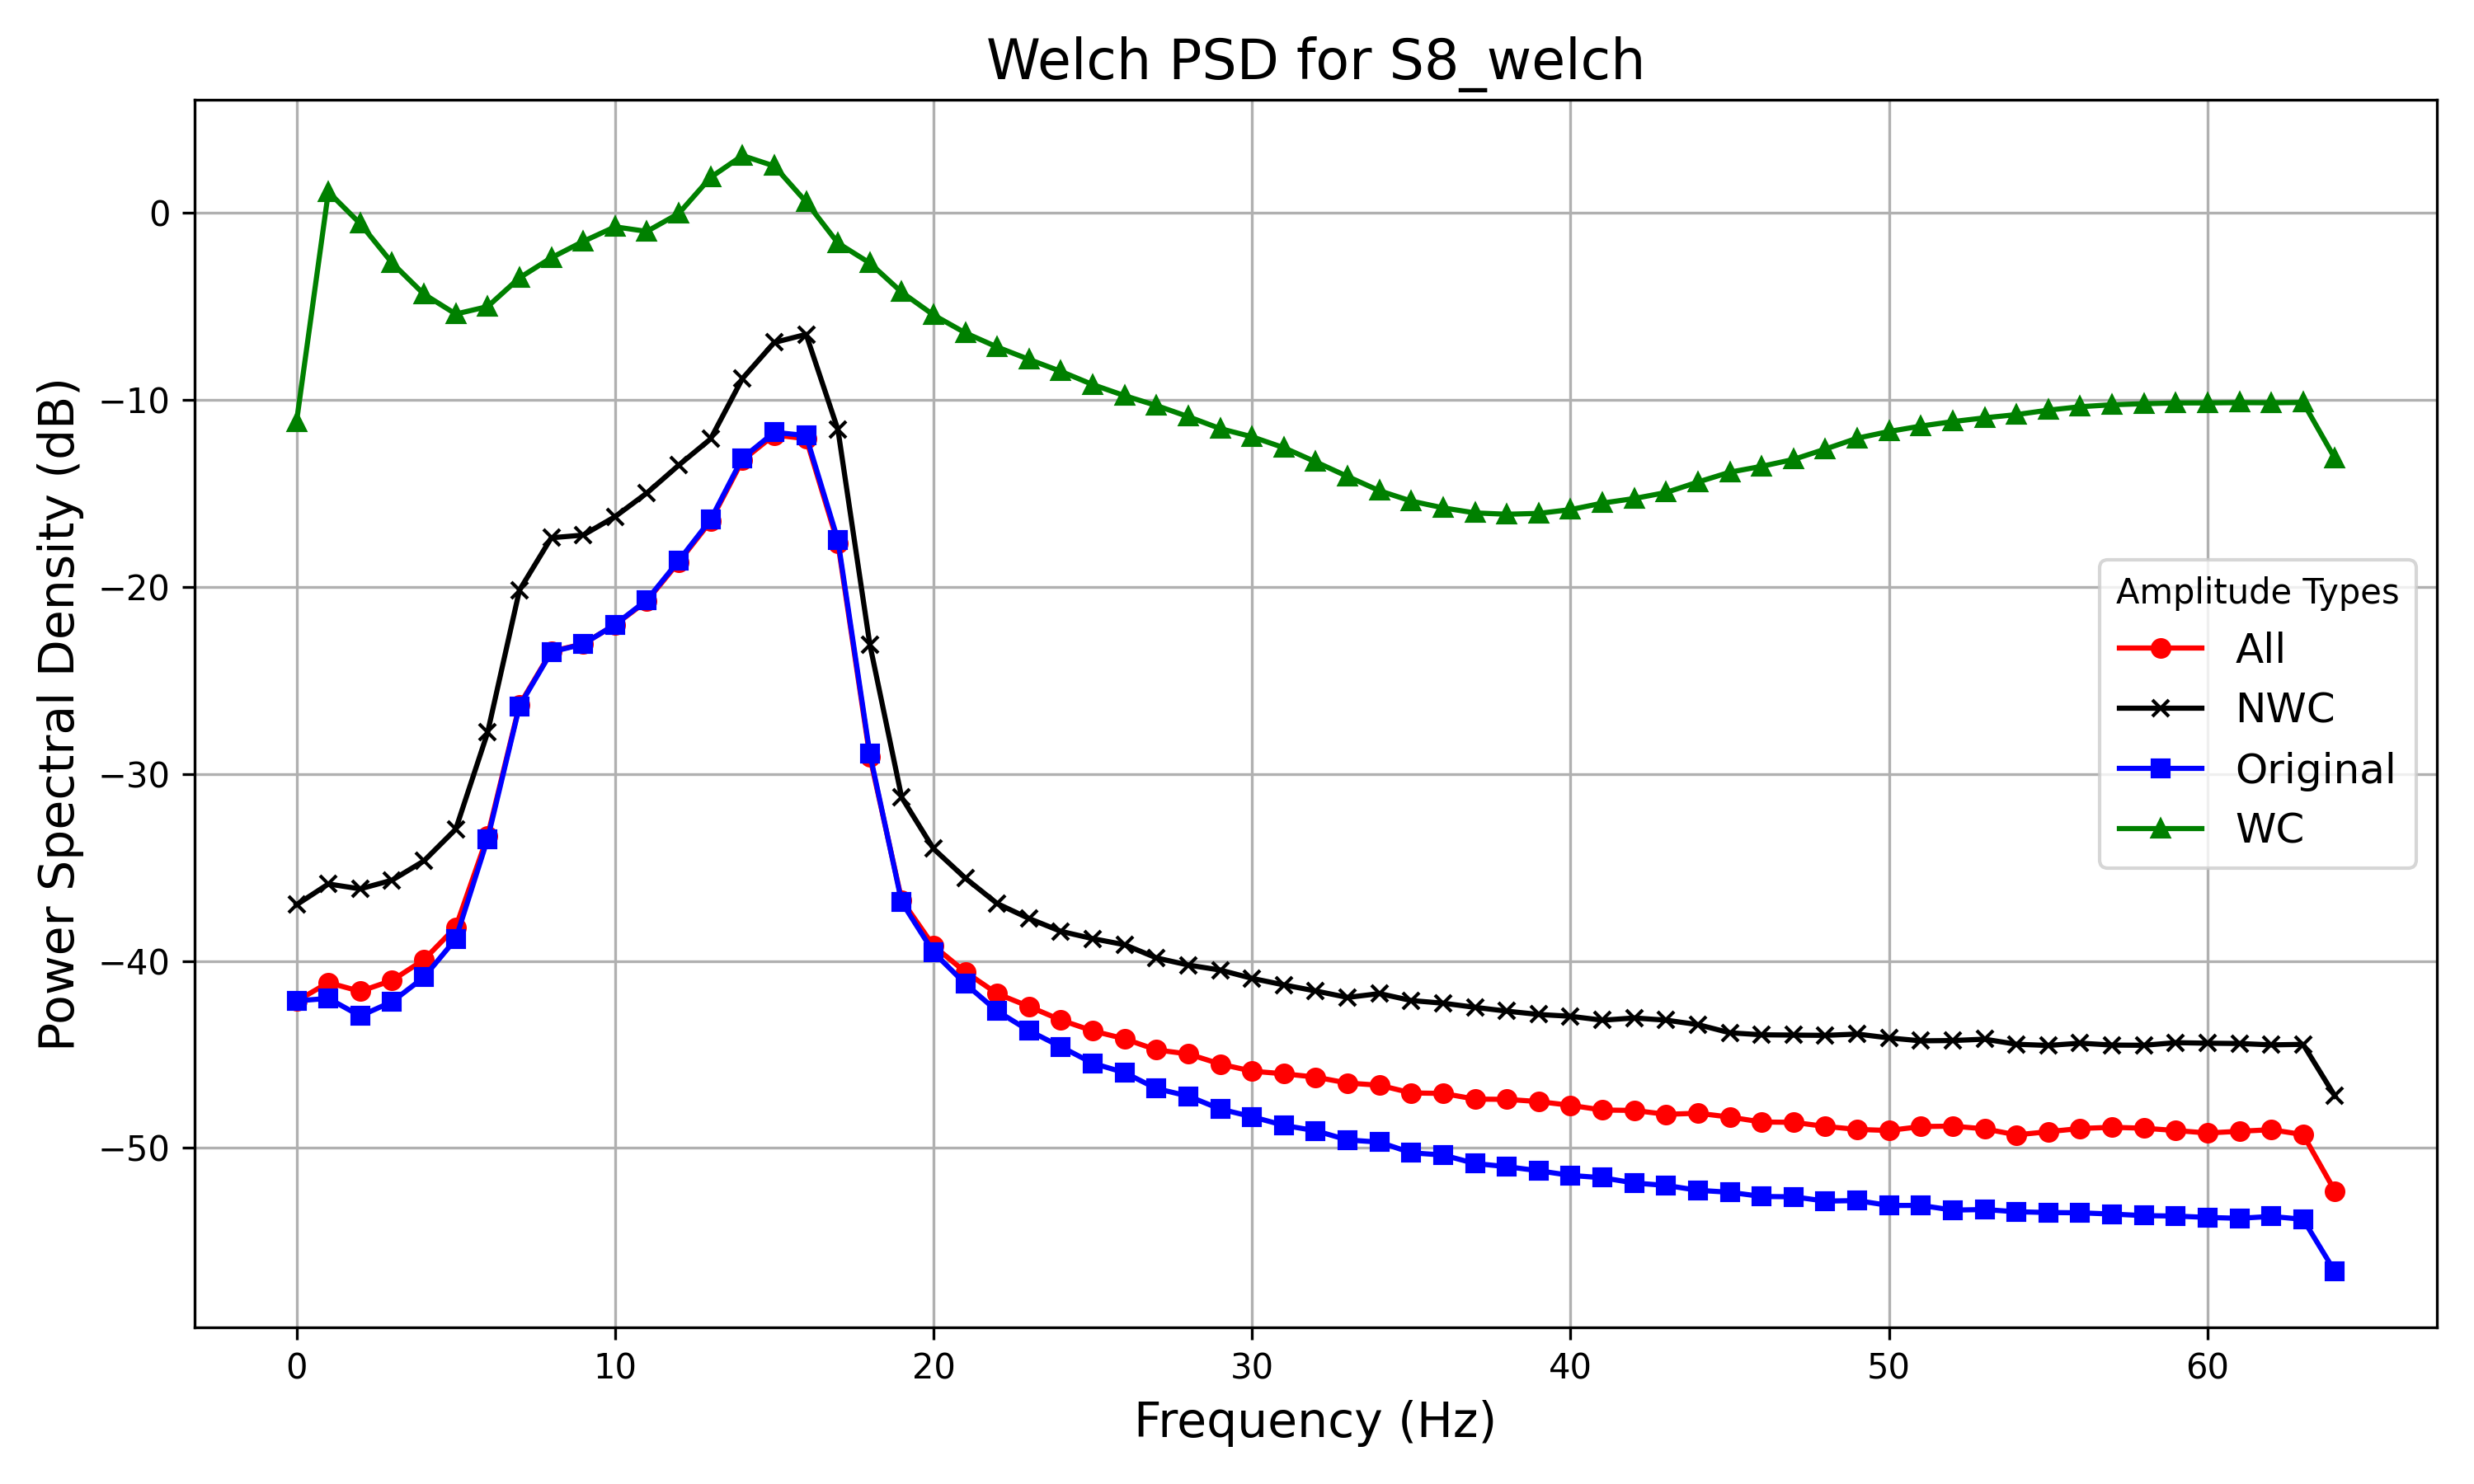 Welch PSD for S8_welch
Power Spectral Density (dB)
0
−10
−20
−30
−40
−50
Amplitude Types
All
NWC
Original
WC
0 10 20 30 40 50 60
Frequency (Hz)